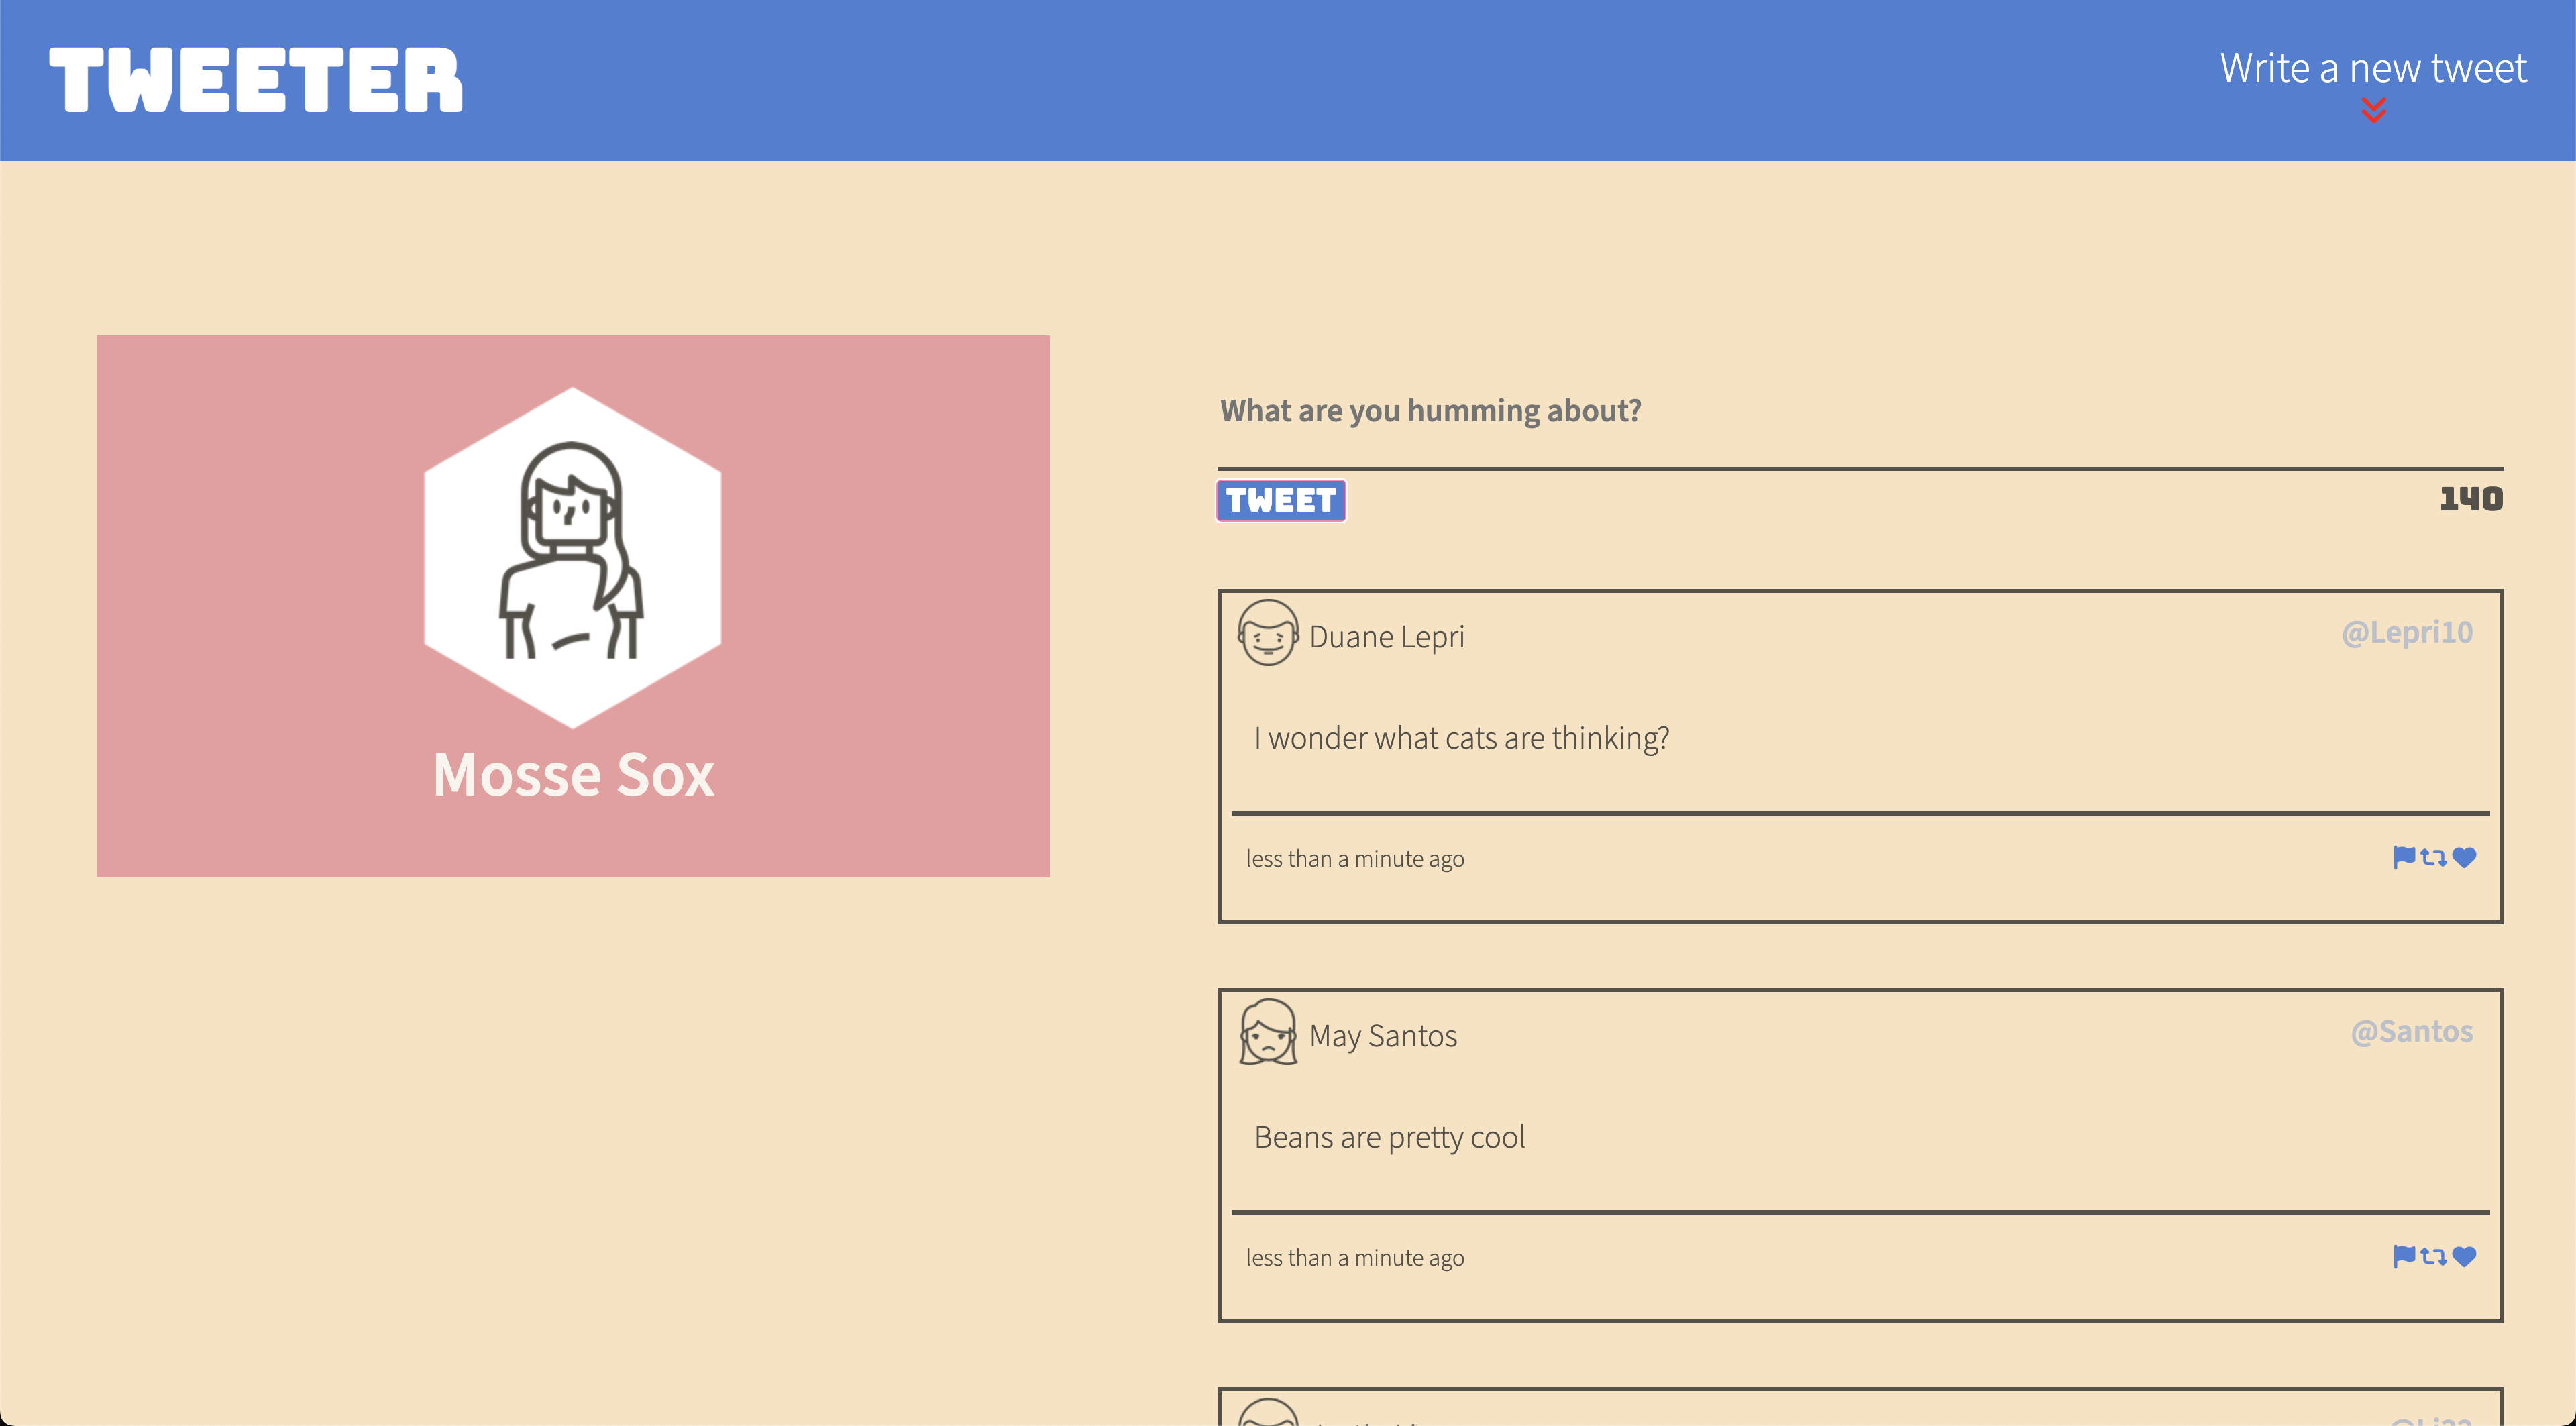 TWEETER
Write a new tweet
Mosse Sox
What are you humming about?
TWEET
140
Duane Lepri
@Lepri10
I wonder what cats are thinking?
less than a minute ago
May Santos
@Santos
Beans are pretty cool
less than a minute ago